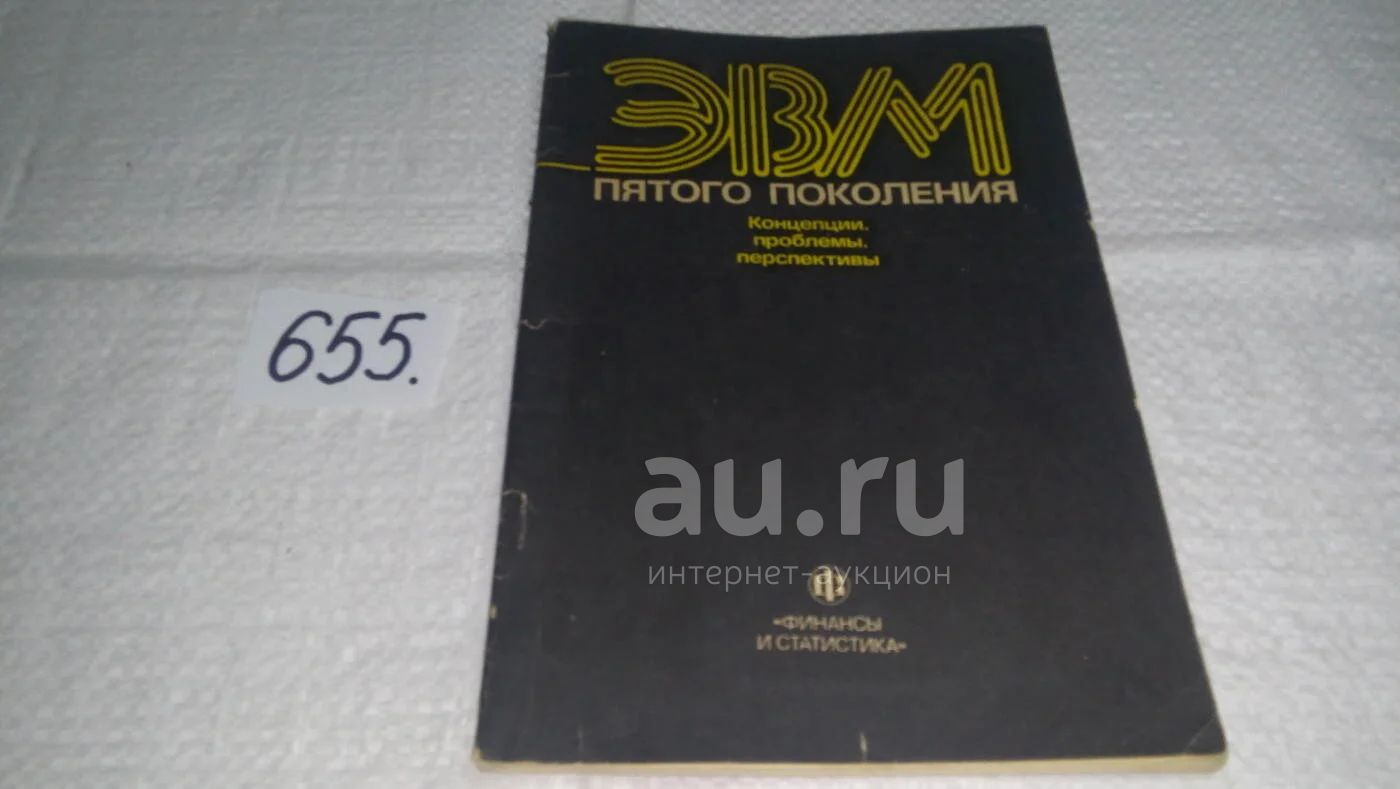 ЭВМ
ПЯТОГО ПОКОЛЕНИЯ
Концепции.
проблемы.
перспективы
655.
au.ru
интернет-аукцион
«ФИНАНСЫ
И СТАТИСТИКА»